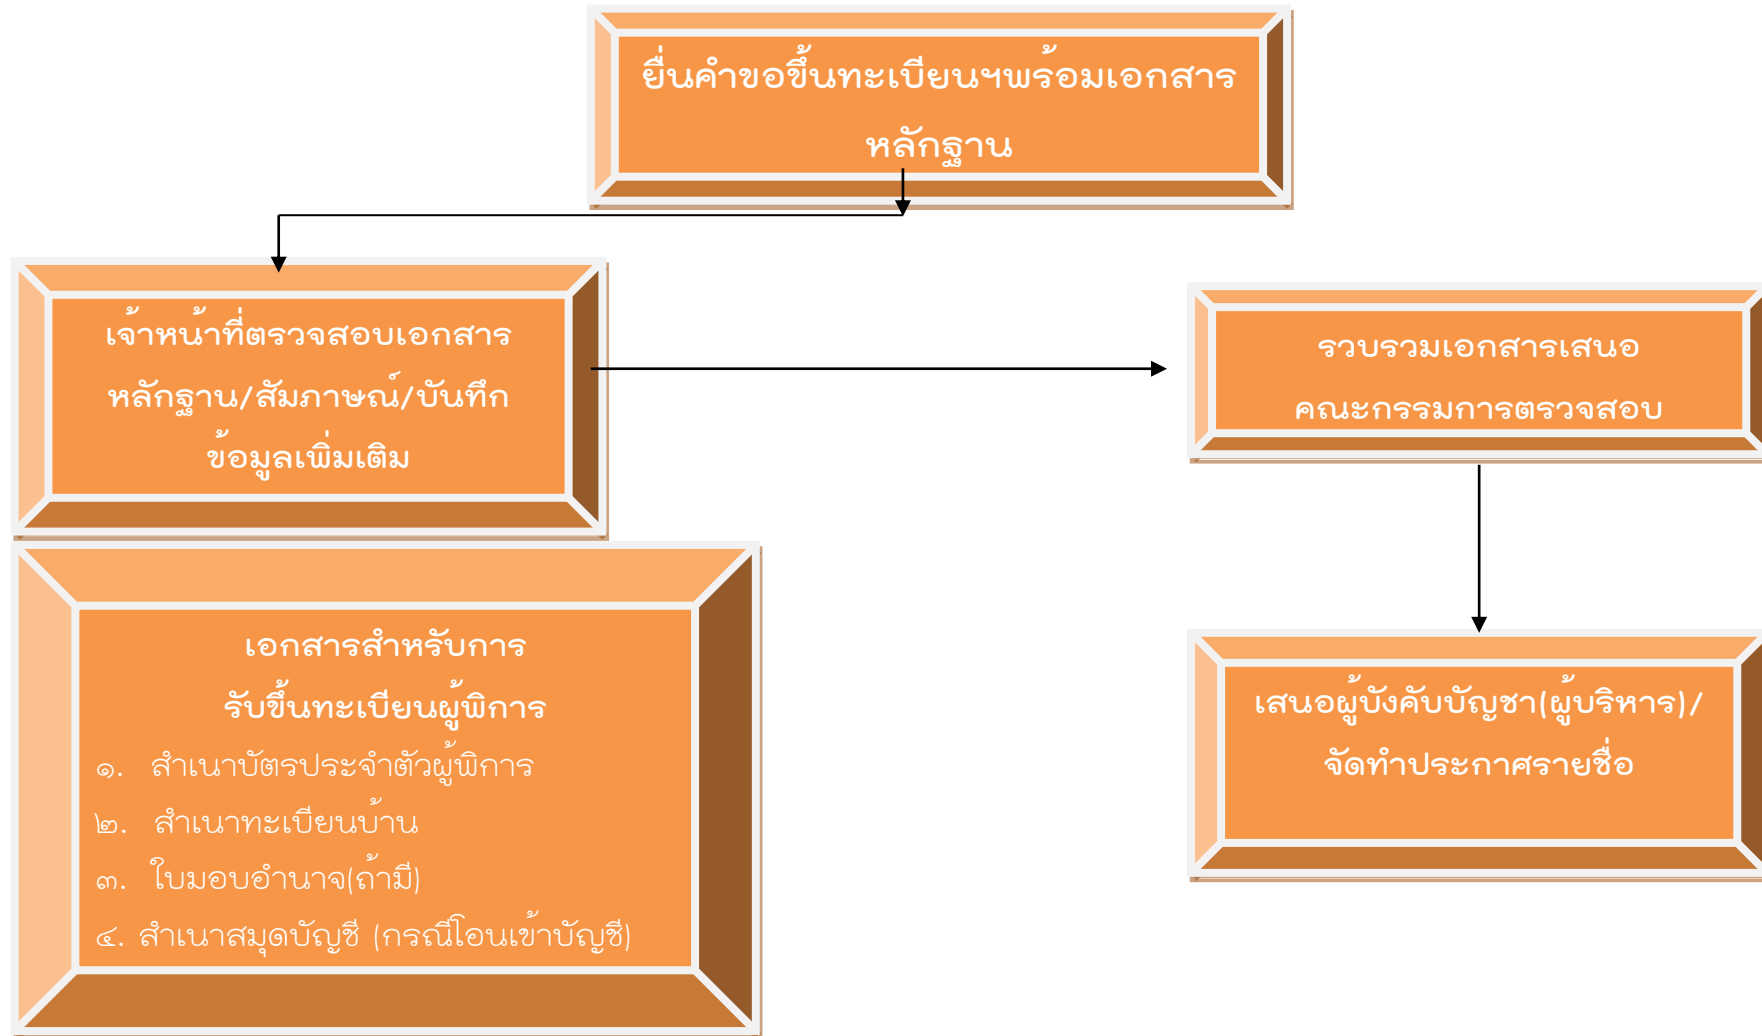 ยื่นคำขอขึ้นทะเบียนฯพร้อมเอกสาร
หลักฐาน
เจ้าหน้าที่ตรวจสอบเอกสาร
หลักฐาน/สัมภาษณ์/บันทึก
ข้อมูลเพิ่มเติม
รวบรวมเอกสารเสนอ
คณะกรรมการตรวจสอบ
เอกสารสำหรับการ
รับขึ้นทะเบียนผู้พิการ
๑. สำเนาบัตรประจำตัวผู้พิการ
๒. สำเนาทะเบียนบ้าน
๓. ใบมอบอำนาจ(ถ้ามี)
๔. สำเนาสมุดบัญชี (กรณีโอนเข้าบัญชี)
เสนอผู้บังคับบัญชา(ผู้บริหาร)/
จัดทำประกาศรายชื่อ